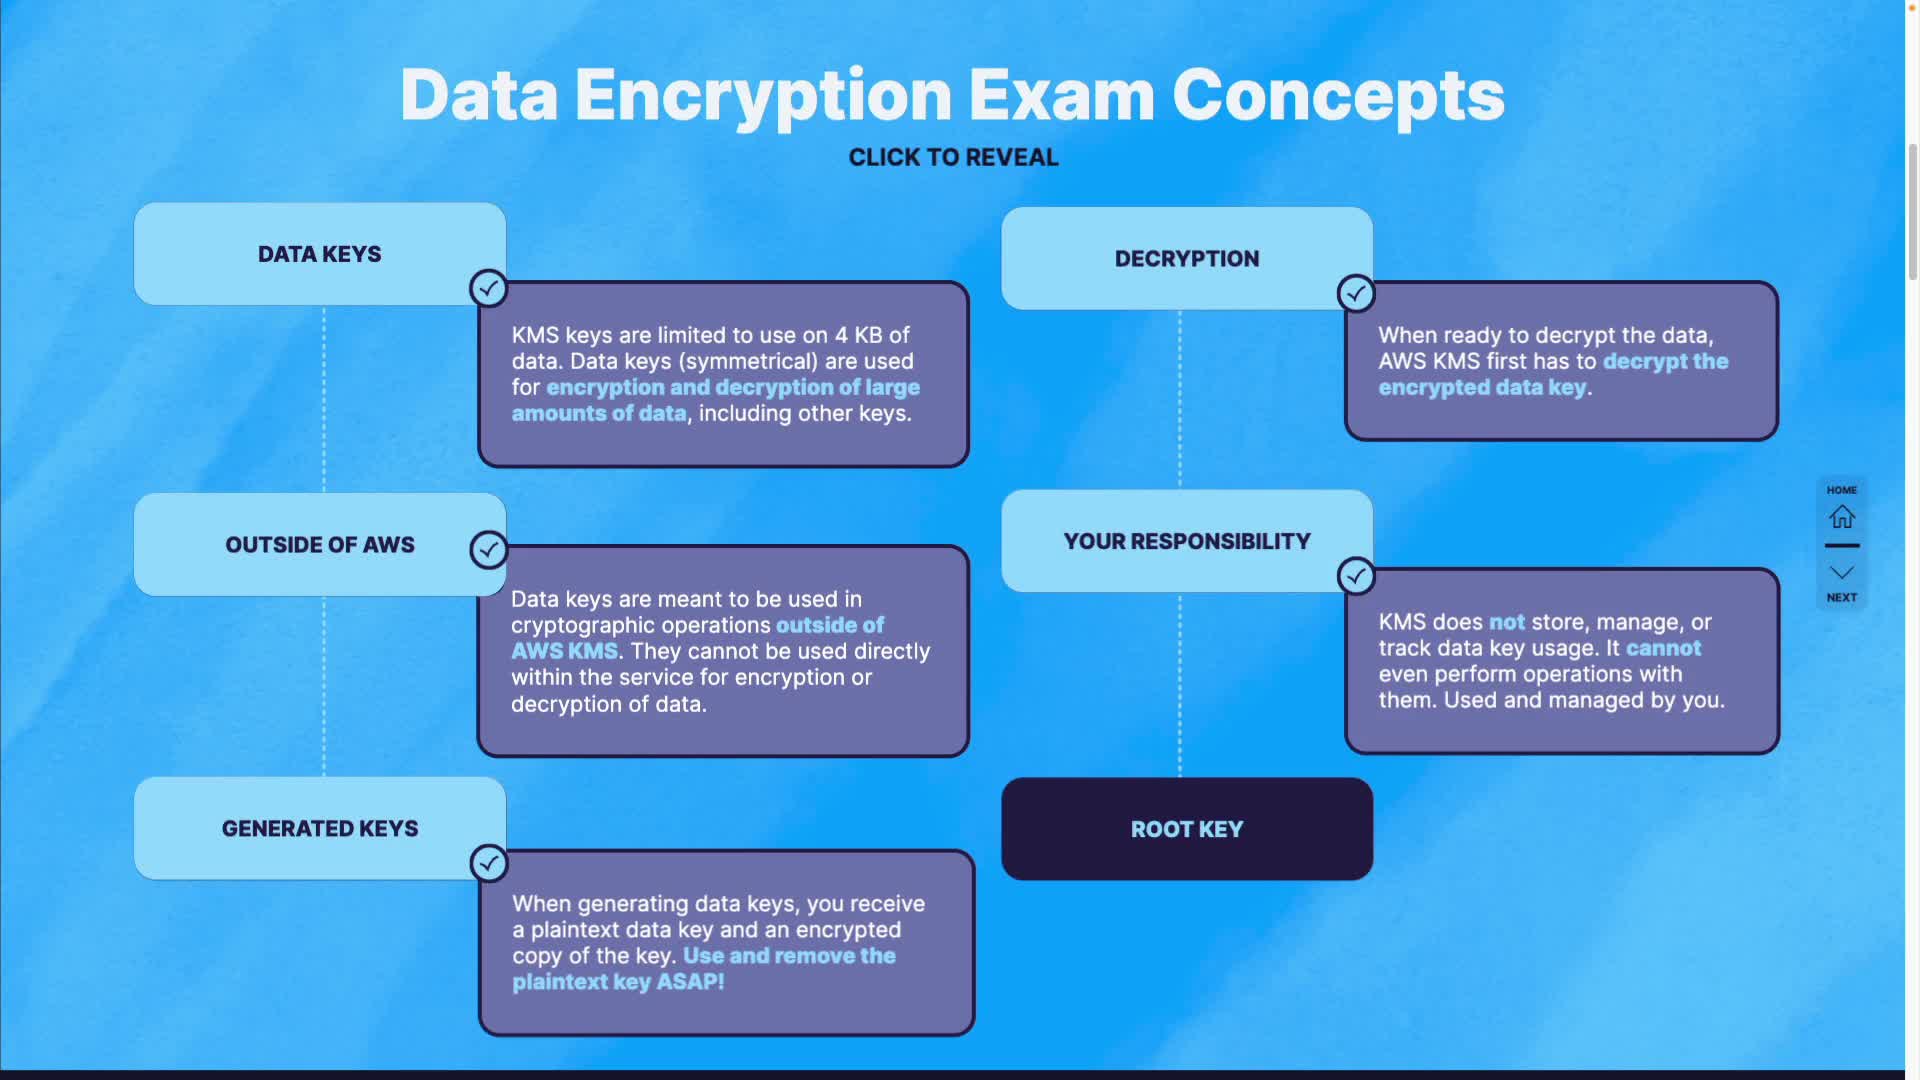 Data Encryption Exam Concepts
CLICK TO REVEAL
DATA KEYS
KMS keys are limited to use on 4 KB of
data. Data keys (symmetrical) are used
for encryption and decryption of large
amounts of data, including other keys.
OUTSIDE OF AWS
Data keys are meant to be used in
cryptographic operations outside of
AWS KMS. They cannot be used directly
within the service for encryption or
decryption of data.
GENERATED KEYS
When generating data keys, you receive
a plaintext data key and an encrypted
copy of the key. Use and remove the
plaintext key ASAP!
DECRYPTION
When ready to decrypt the data,
AWS KMS first has to decrypt the
encrypted data key.
YOUR RESPONSIBILITY
KMS does not store, manage, or
track data key usage. It cannot
even perform operations with
them. Used and managed by you.
ROOT KEY
HOME
NEXT